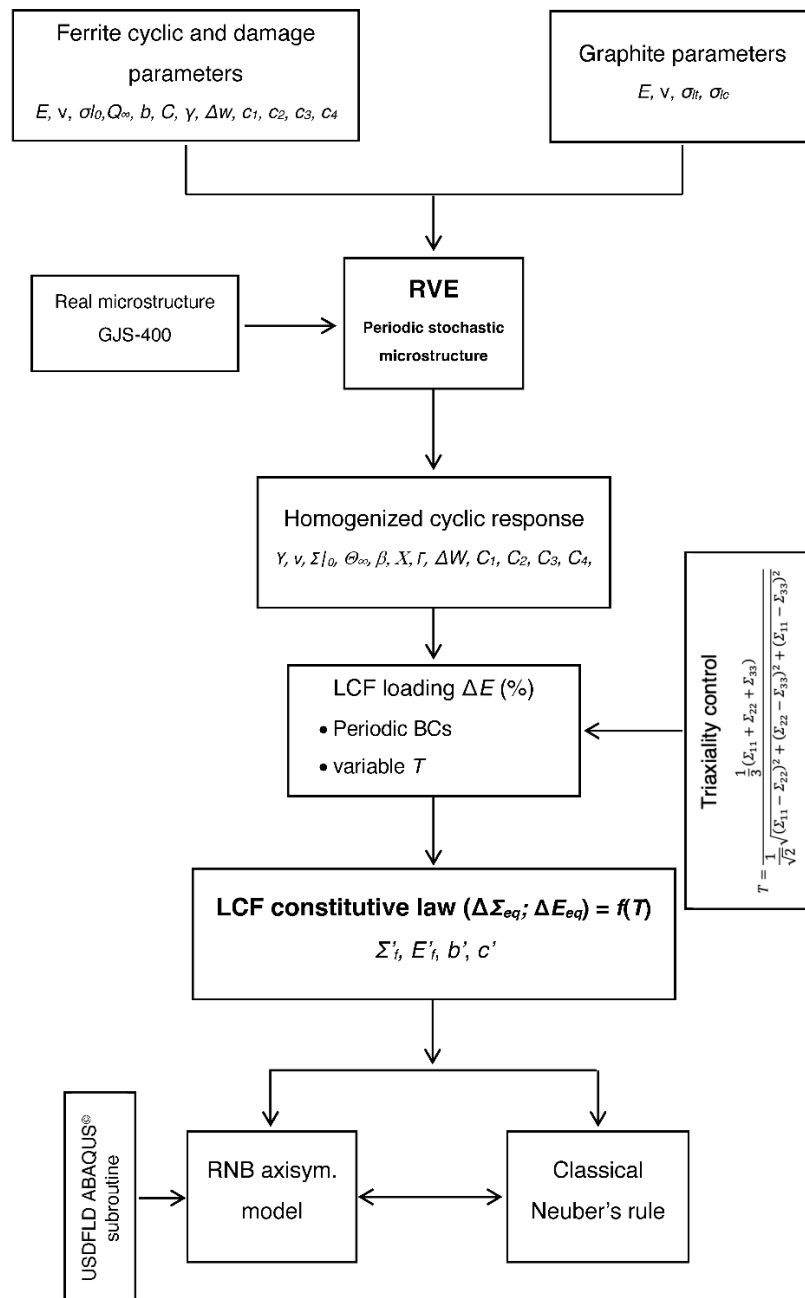 Ferrite cyclic and damage
parameters
E, ν, σl₀,Q∞, b, C, γ, Δw, c₁, c₂, c₃, c₄
Graphite parameters
E, ν, σₗₜ, σₗc
Real microstructure
GJS-400
RVE
Periodic stochastic
microstructure
Homogenized cyclic response
Υ, ν, Σ|₀, Θ∞, β, X, Γ, ΔW, C₁, C₂, C₃, C₄,
LCF loading ΔE (%)
• Periodic BCs
• variable T
Triaxiality control
T = 1/3 (Σ₁₁ + Σ₂₂ + Σ₃₃) / 1/√2 √(Σ₁₁ − Σ₂₂)² + (Σ₂₂ − Σ₃₃)² + (Σ₁₁ − Σ₃₃)²
LCF constitutive law (ΔΣeq; ΔEeq) = f(T)
Σ'f, E'f, b', c'
USDFLD ABAQUS©
subroutine
RNB axisym.
model
Classical
Neuber's rule